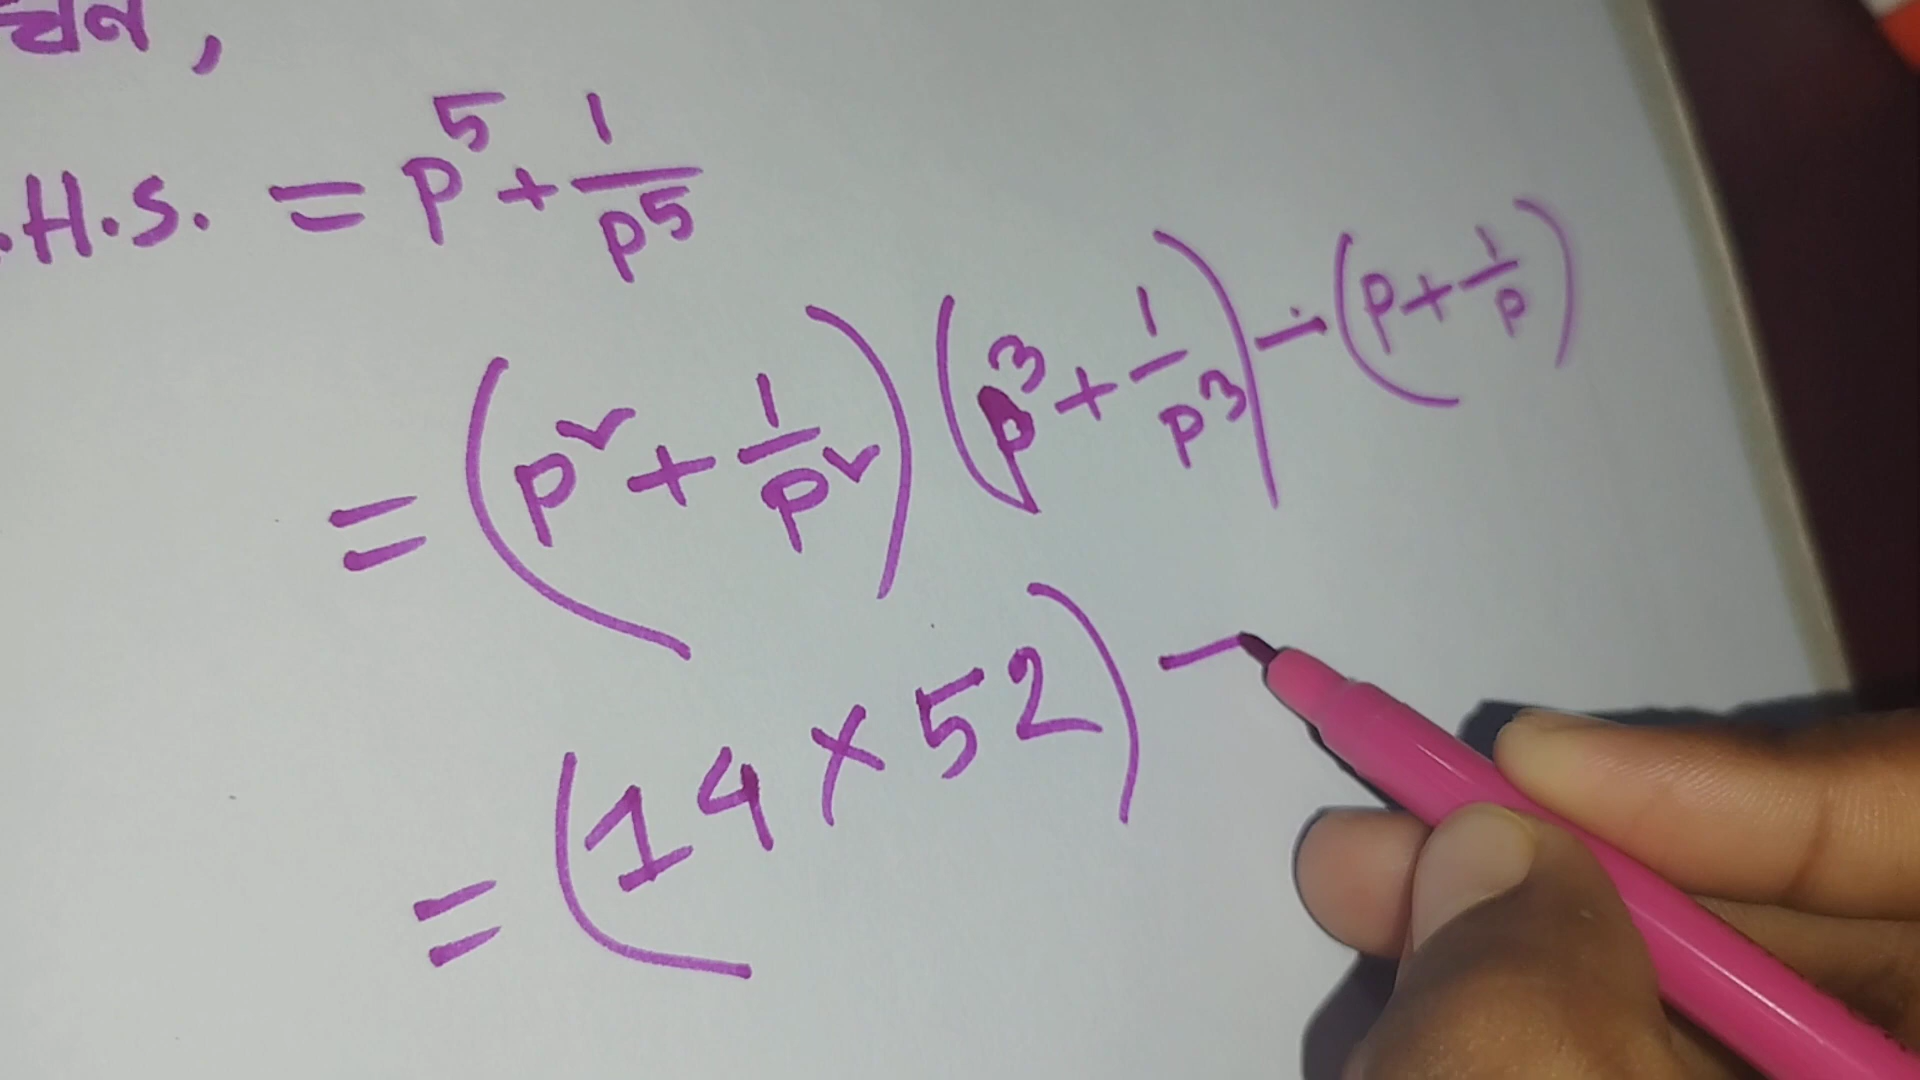 ,
.H.S. = p⁵ + 1/p⁵
= (p² + 1/p²) (p³ + 1/p³) - (p + 1/p)
= (14 × 52) -